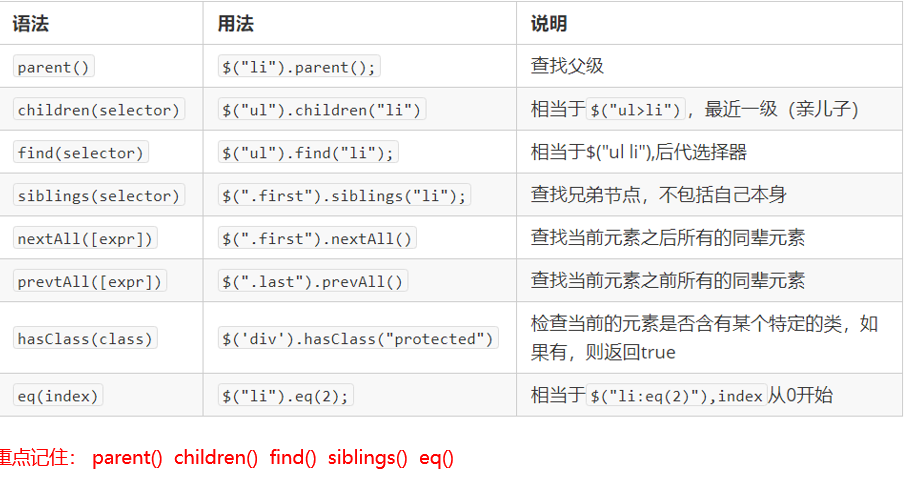 语法 用法 说明
parent() $("li").parent(); 查找父级
children(selector) $("ul").children("li") 相当于$("ul>li")，最近一级（亲儿子）
find(selector) $("ul").find("li"); 相当于$("ul li"),后代选择器
siblings(selector) $(".first").siblings("li"); 查找兄弟节点，不包括自己本身
nextAll([expr]) $(".first").nextAll() 查找当前元素之后所有的同辈元素
prevtAll([expr]) $(".last").prevAll() 查找当前元素之前所有的同辈元素
hasClass(class) $('div').hasClass("protected") 检查当前的元素是否含有某个特定的类，如
果有，则返回true
eq(index) $("li").eq(2); 相当于$("li:eq(2)"),index从0开始
重点记住： parent() children() find() siblings() eq()